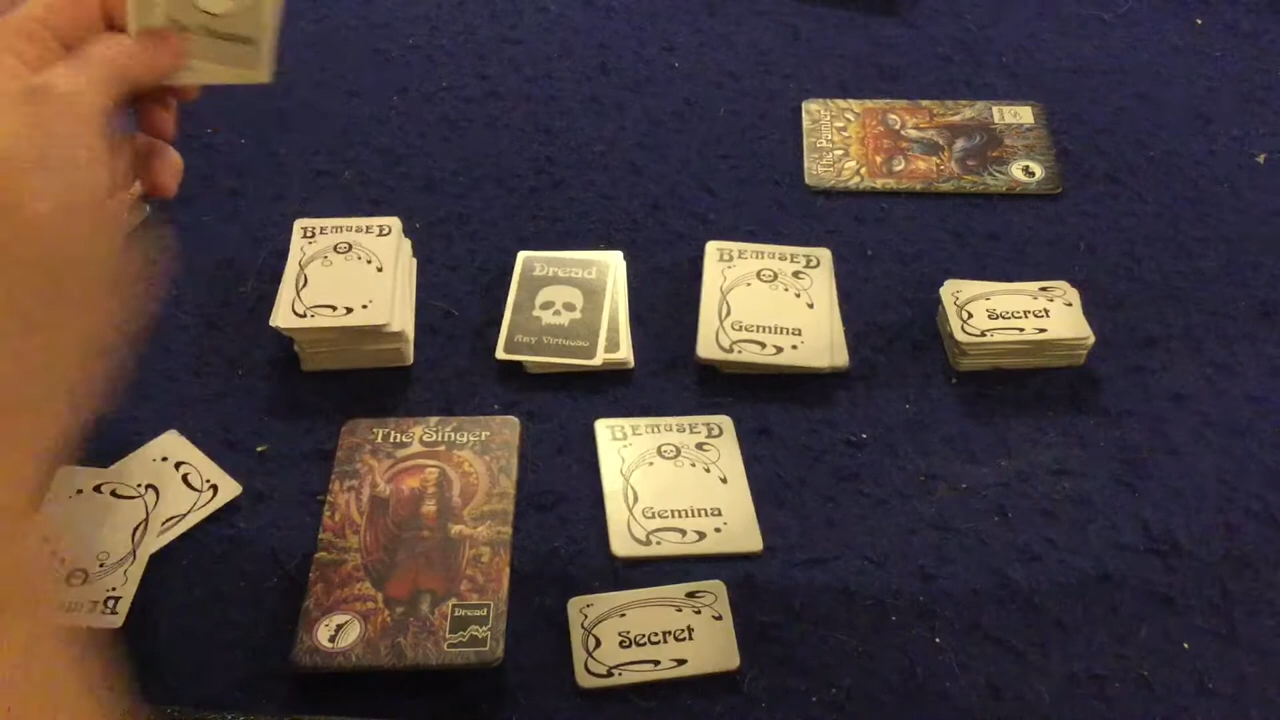 The Painter
BEMUSED
Dread
Any Virtuoso
BEMUSED
Gemina
Secret
The Singer
Dread
BEMUSED
Gemina
Secret